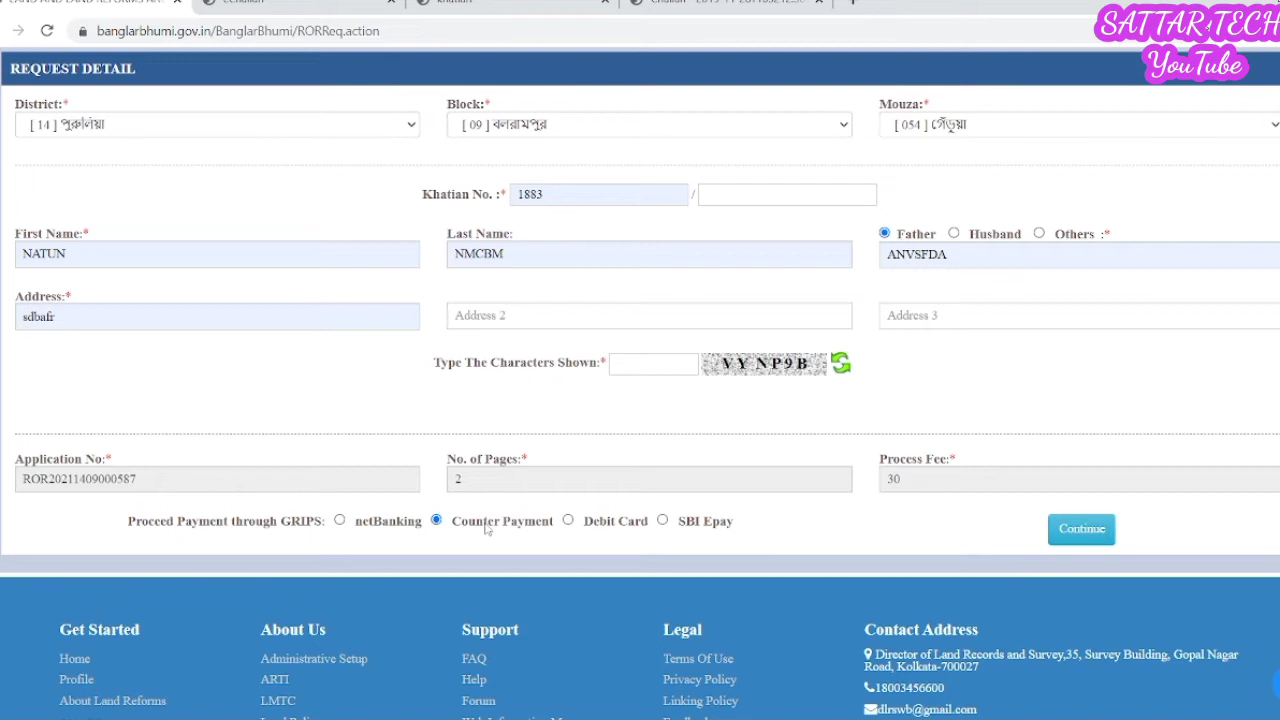 SATTAR TECH
YouTube
banglarbhumi.gov.in/BanglarBhumi/RORReq.action
REQUEST DETAIL
District:* Block:* Mouza:*
[ 14 ] পুরুলিয়া [ 09 ] বলরামপুর [ 054 ] গেঁড়ুয়া
Khatian No. :* 1883 /
First Name:* Last Name: Father Husband Others :*
NATUN NMCBM ANVSFDA
Address:*
sdbafr Address 2 Address 3
Type The Characters Shown:* VY NP9B
Application No:* No. of Pages:* Process Fee:*
ROR20211409000587 2 30
Proceed Payment through GRIPS: netBanking Counter Payment Debit Card SBI Epay Continue
Get Started About Us Support Legal Contact Address
Home Administrative Setup FAQ Terms Of Use Director of Land Records and Survey,35, Survey Building, Gopal Nagar
Road, Kolkata-700027
Profile ARTI Help Privacy Policy 18003456600
About Land Reforms LMTC Forum Linking Policy dlrswb@gmail.com